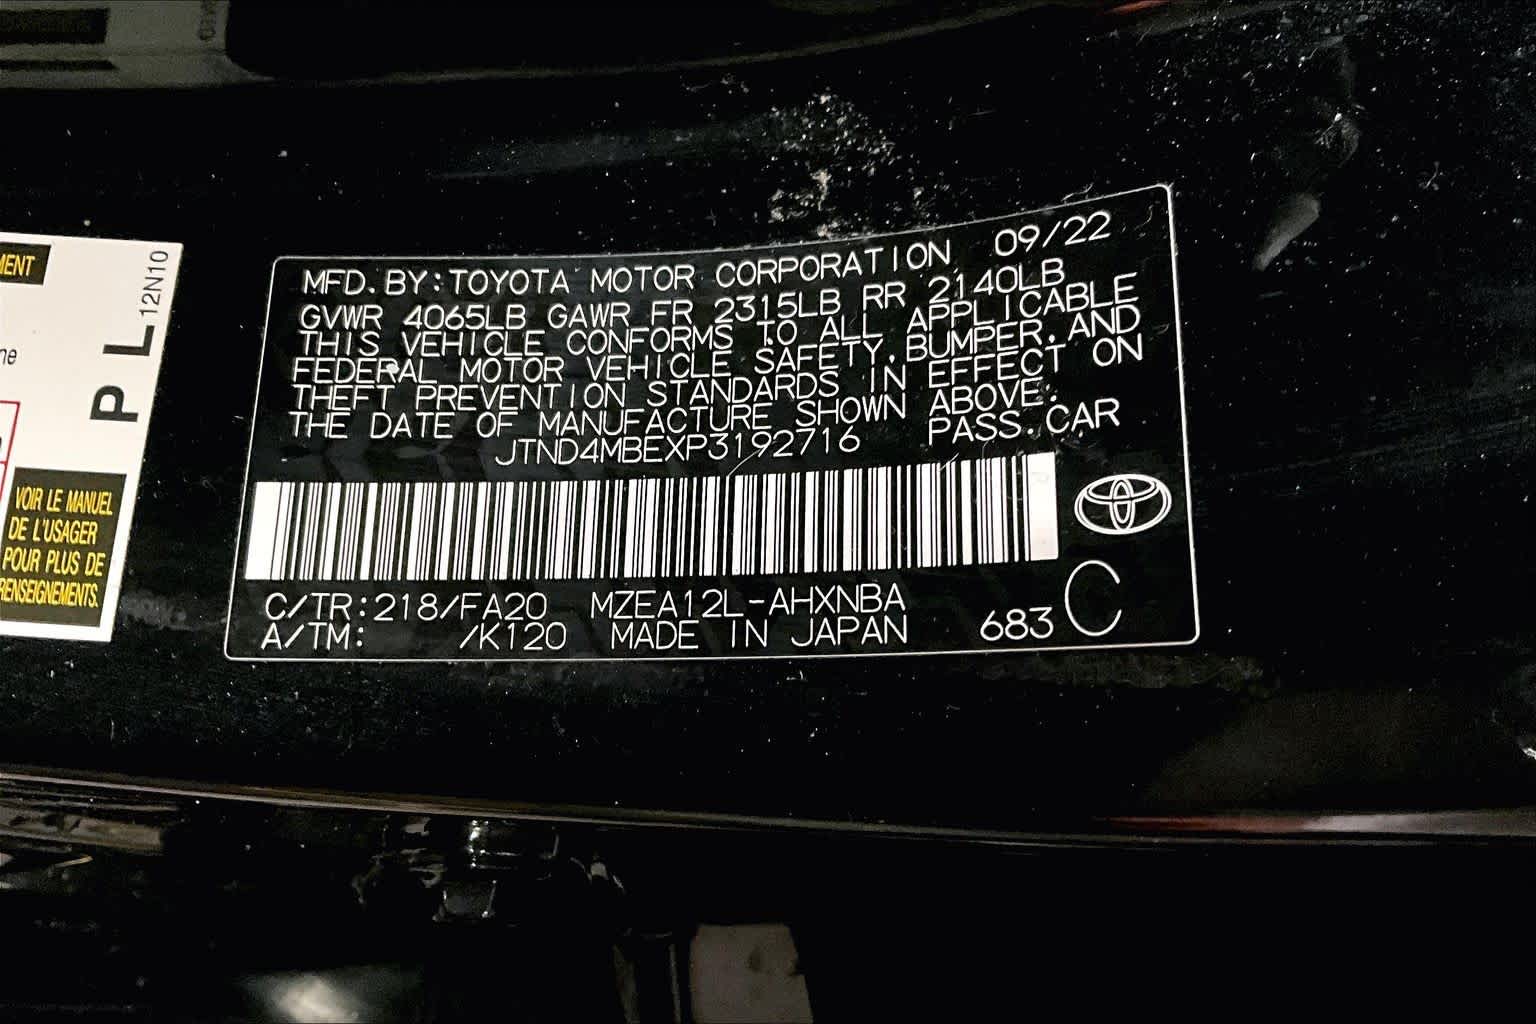 MENT
12N10
P L
ne
VOIR LE MANUEL
DE L'USAGER
POUR PLUS DE
RENSEIGNEMENTS.
MFD. BY: TOYOTA MOTOR CORPORATION 09/22
GVWR 4065LB GAWR FR 2315LB RR 2140LB
THIS VEHICLE CONFORMS TO ALL APPLICABLE
FEDERAL MOTOR VEHICLE SAFETY, BUMPER, AND
THEFT PREVENTION STANDARDS IN EFFECT ON
THE DATE OF MANUFACTURE SHOWN ABOVE.
JTND4MBEXP3192716 PASS. CAR
C/TR: 218/FA20 MZEA12L-AHXNBA
A/TM: /K120 MADE IN JAPAN 683 C